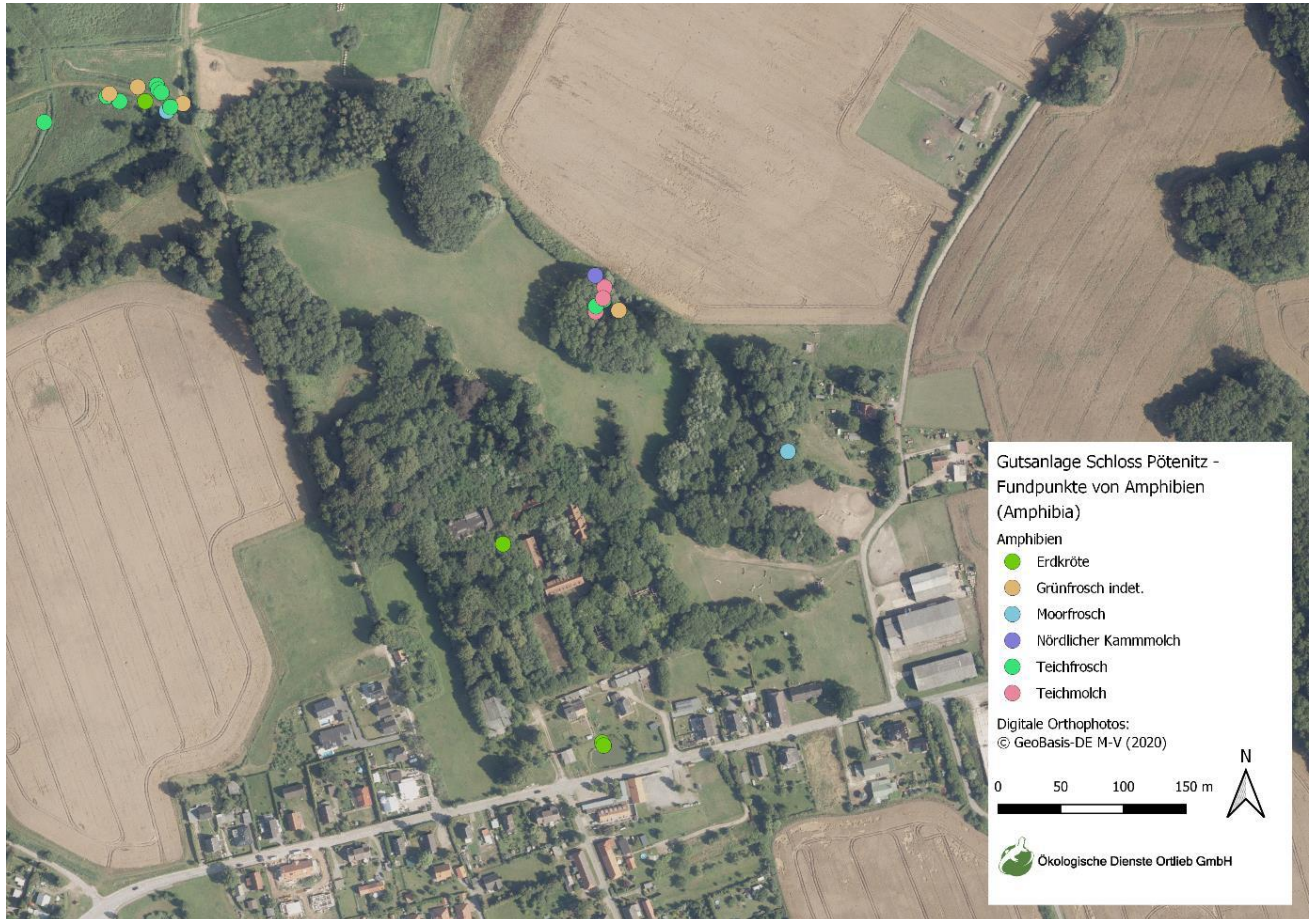 Gutsanlage Schloss Pötenitz -
Fundpunkte von Amphibien
(Amphibia)
Amphibien
Erdkröte
Grünfrosch indet.
Moorfrosch
Nördlicher Kammmolch
Teichfrosch
Teichmolch
Digitale Orthophotos:
© GeoBasis-DE M-V (2020)
N
0 50 100 150 m
Ökologische Dienste Ortlieb GmbH